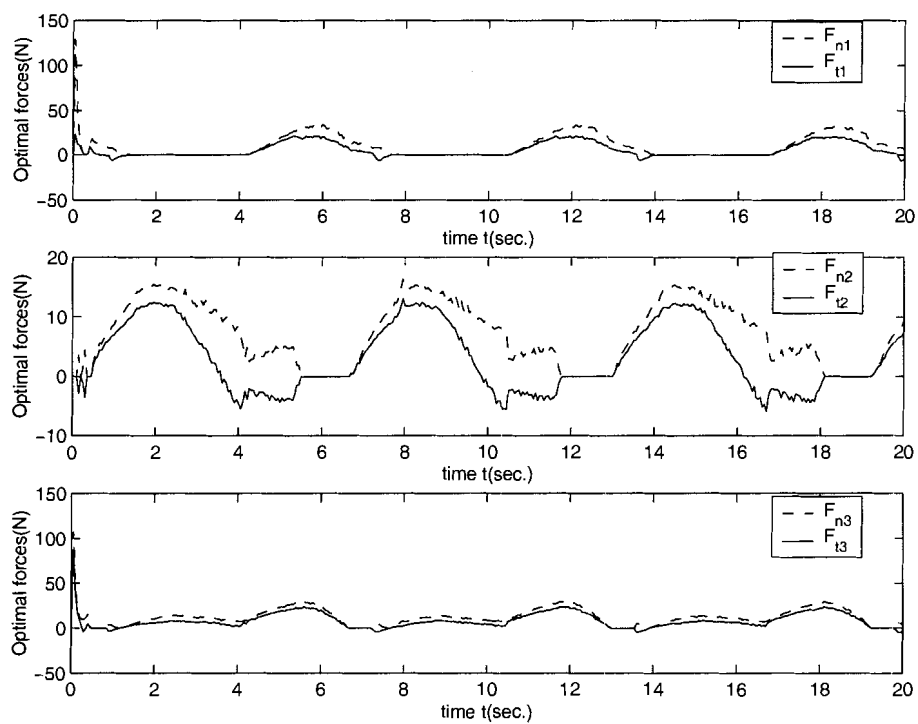 150
100
50
0
−50
Optimal forces(N)
F_n1
F_t1
0 2 4 6 8 10 12 14 16 18 20
time t(sec.)
20
10
0
−10
Optimal forces(N)
F_n2
F_t2
0 2 4 6 8 10 12 14 16 18 20
time t(sec.)
150
100
50
0
−50
Optimal forces(N)
F_n3
F_t3
0 2 4 6 8 10 12 14 16 18 20
time t(sec.)